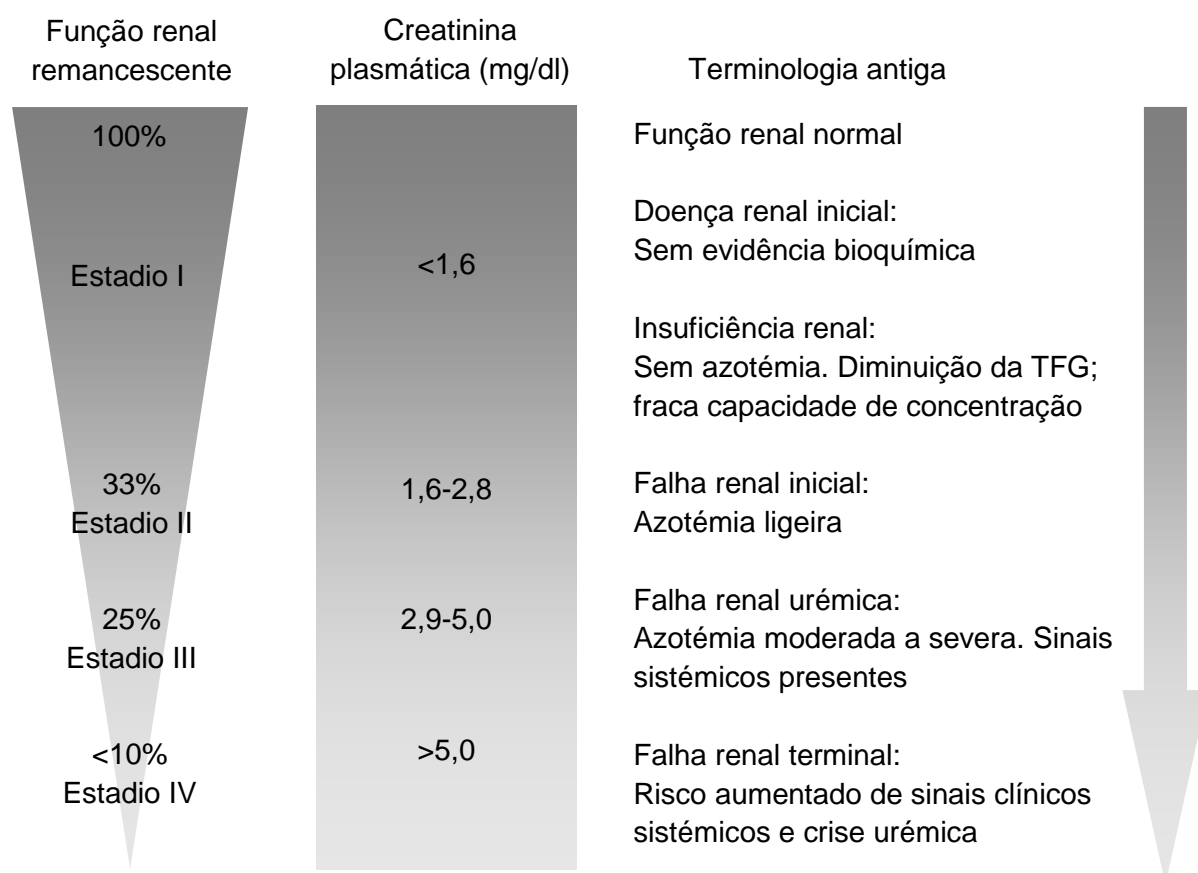 Função renal
remancescente
Creatinina
plasmática (mg/dl)
Terminologia antiga
100%
Função renal normal
Estadio I
<1,6
Doença renal inicial:
Sem evidência bioquímica
Insuficiência renal:
Sem azotémia. Diminuição da TFG;
fraca capacidade de concentração
33%
Estadio II
1,6-2,8
Falha renal inicial:
Azotémia ligeira
25%
Estadio III
2,9-5,0
Falha renal urémica:
Azotémia moderada a severa. Sinais
sistémicos presentes
<10%
Estadio IV
>5,0
Falha renal terminal:
Risco aumentado de sinais clínicos
sistémicos e crise urémica